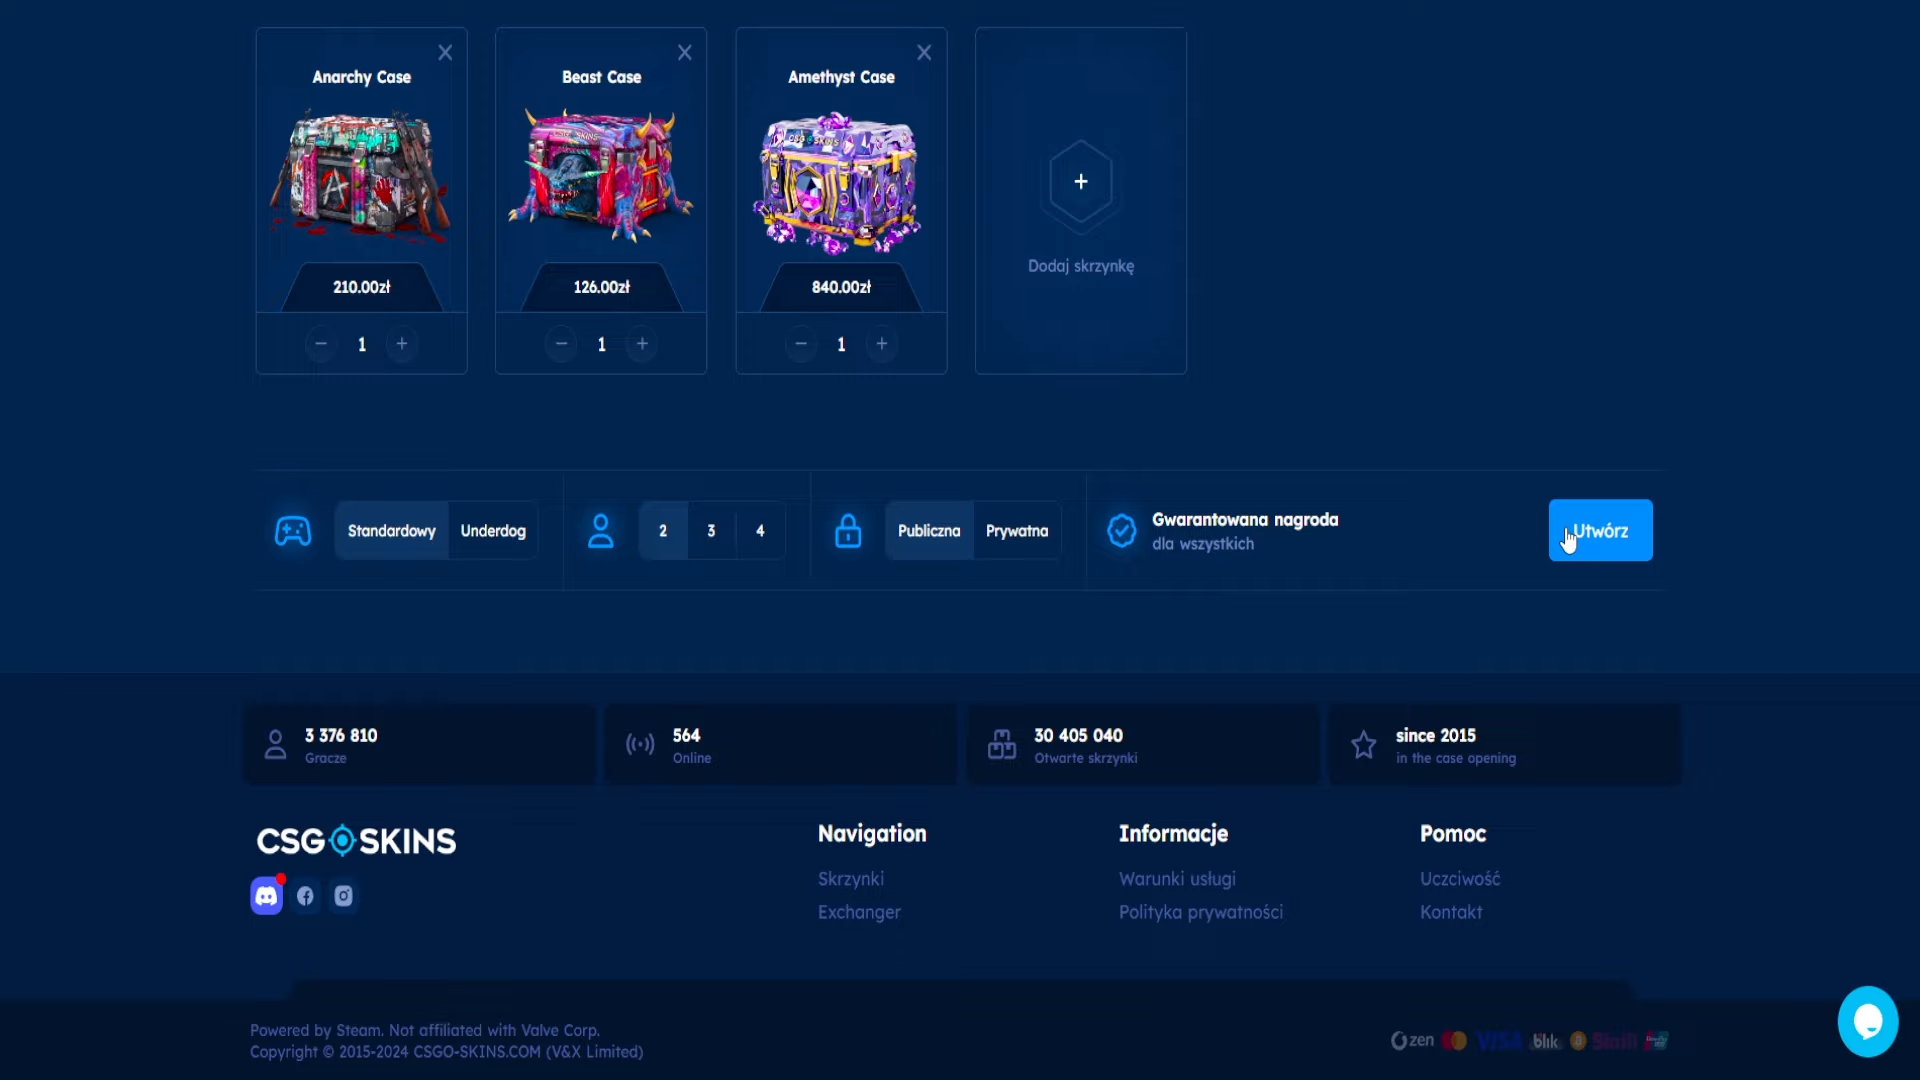 Anarchy Case
Beast Case
Amethyst Case
210.00zł
126.00zł
840.00zł
Dodaj skrzynkę
1
1
1
Standardowy
Underdog
2
3
4
Publiczna
Prywatna
Gwarantowana nagroda
dla wszystkich
Utwórz
3 376 810
Gracze
564
Online
30 405 040
Otwarte skrzynki
since 2015
in the case opening
CSGO SKINS
Navigation
Skrzynki
Exchanger
Informacje
Warunki usługi
Polityka prywatności
Pomoc
Uczciwość
Kontakt
Powered by Steam. Not affiliated with Valve Corp.
Copyright © 2015-2024 CSGO-SKINS.COM (V&X Limited)
zen
VISA
blik
Skrill